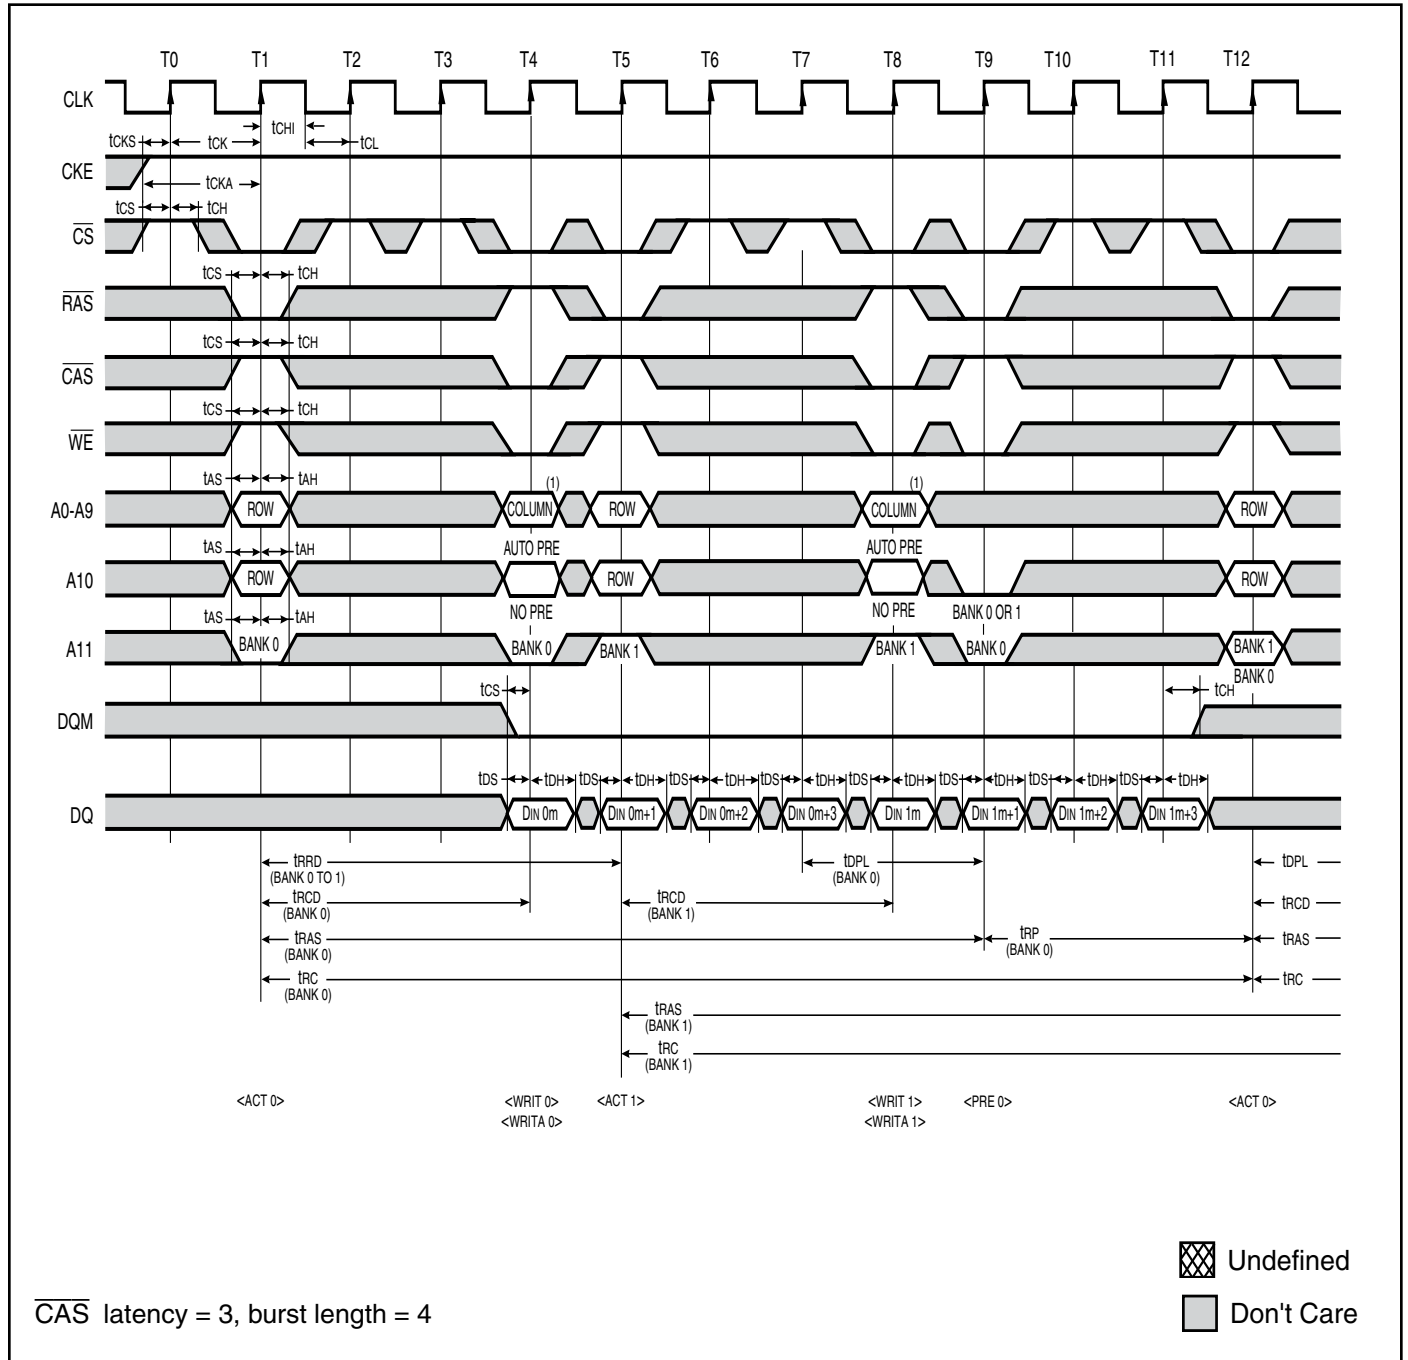 T0 T1 T2 T3 T4 T5 T6 T7 T8 T9 T10 T11 T12
CLK
tCHI
tCKS tCK tCL
CKE
tCKA
tCS tCH
CS
tCS tCH
RAS
tCS tCH
CAS
tCS tCH
WE
tAS tAH (1) (1)
A0-A9 ROW COLUMN ROW COLUMN ROW
tAS tAH AUTO PRE AUTO PRE
A10 ROW ROW ROW
tAS tAH NO PRE NO PRE BANK 0 OR 1
A11 BANK 0 BANK 0 BANK 1 BANK 1 BANK 0 BANK 1
BANK 0
tCS tCH
DQM
tDS tDH tDS tDH tDS tDH tDS tDH tDS tDH tDS tDH tDS tDH tDS tDH
DQ DIN 0m DIN 0m+1 DIN 0m+2 DIN 0m+3 DIN 1m DIN 1m+1 DIN 1m+2 DIN 1m+3
tRRD tDPL tDPL
(BANK 0 TO 1) (BANK 0)
tRCD tRCD tRCD
(BANK 0) (BANK 1)
tRAS tRP tRAS
(BANK 0) (BANK 0)
tRC tRC
(BANK 0)
tRAS
(BANK 1)
tRC
(BANK 1)
<ACT 0> <WRIT 0> <ACT 1> <WRIT 1> <PRE 0> <ACT 0>
<WRITA 0> <WRITA 1>
Undefined
CAS latency = 3, burst length = 4
Don't Care